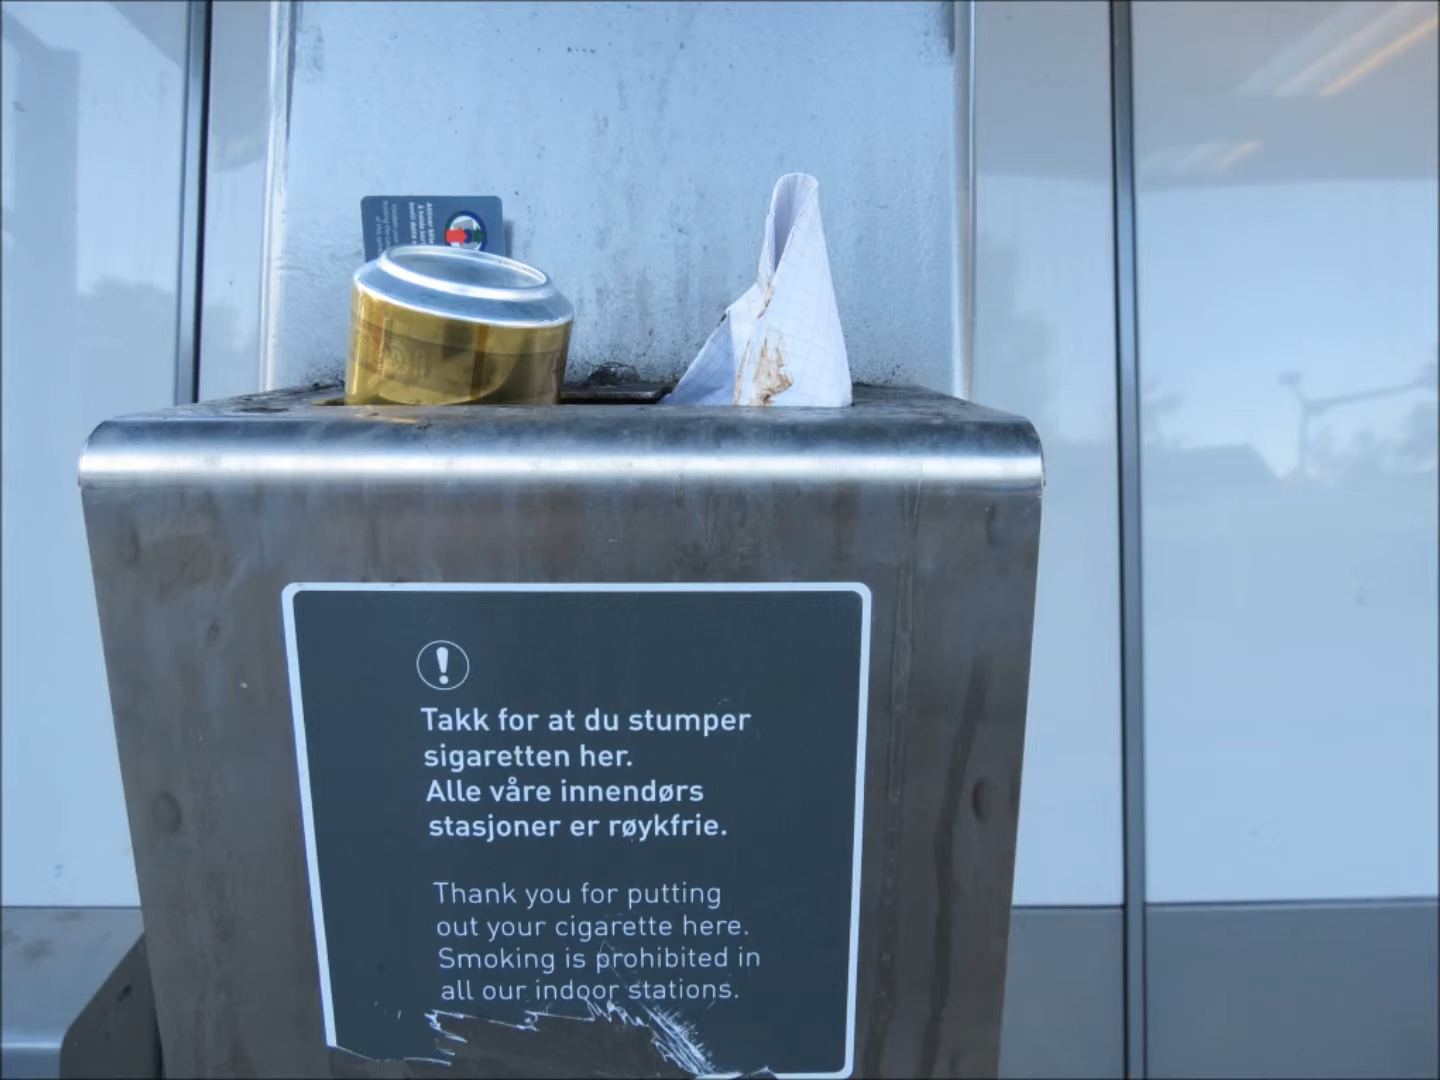 Takk for at du stumper
sigaretten her.
Alle våre innendørs
stasjoner er røykfrie.
Thank you for putting
out your cigarette here.
Smoking is prohibited in
all our indoor stations.